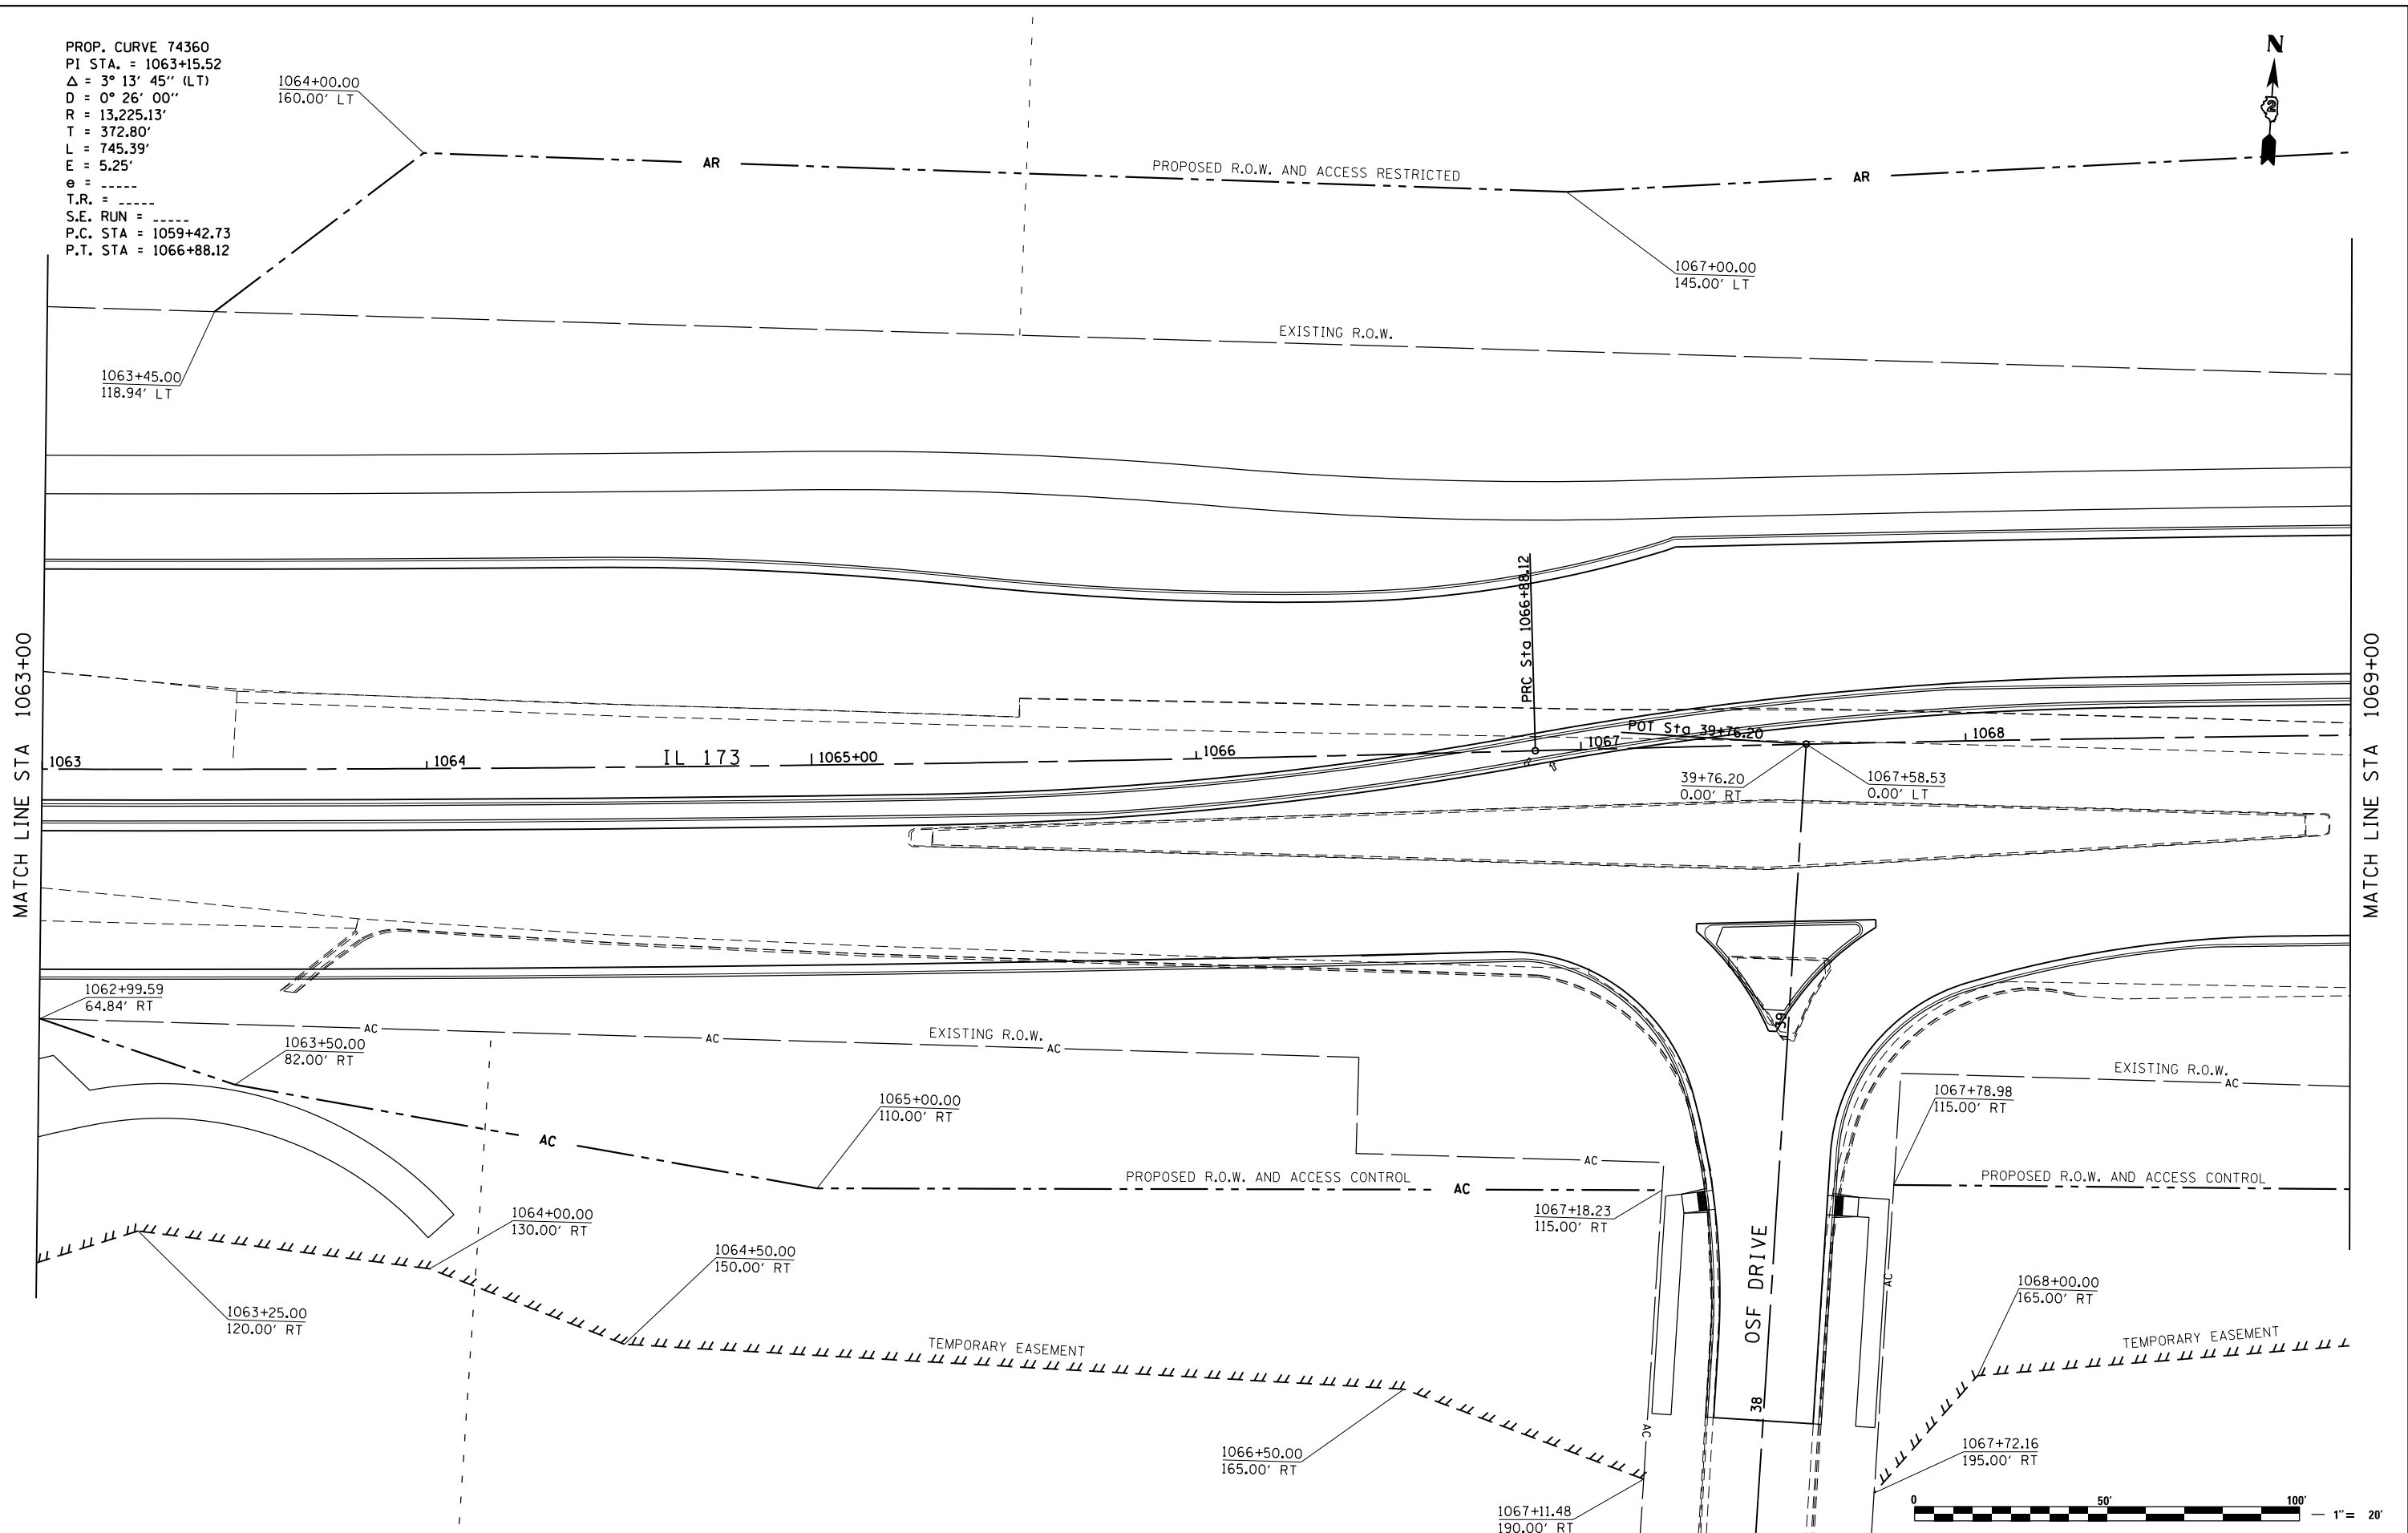 PROP. CURVE 74360
PI STA. = 1063+15.52
Δ = 3° 13' 45'' (LT)
D = 0° 26' 00''
R = 13,225.13'
T = 372.80'
L = 745.39'
E = 5.25'
e = -----
T.R. = -----
S.E. RUN = -----
P.C. STA = 1059+42.73
P.T. STA = 1066+88.12
1064+00.00
160.00' LT
N
2
AR
PROPOSED R.O.W. AND ACCESS RESTRICTED
AR
1067+00.00
145.00' LT
EXISTING R.O.W.
1063+45.00
118.94' LT
MATCH LINE STA 1063+00
MATCH LINE STA 1069+00
PRC Sta 1066+88.12
POT Sta 39+76.20
1063
1064
IL 173
1065+00
1066
1067
1068
39+76.20
0.00' RT
1067+58.53
0.00' LT
1062+99.59
64.84' RT
AC
AC
EXISTING R.O.W.
AC
39
1063+50.00
82.00' RT
EXISTING R.O.W.
AC
1067+78.98
115.00' RT
1065+00.00
110.00' RT
AC
AC
PROPOSED R.O.W. AND ACCESS CONTROL
AC
PROPOSED R.O.W. AND ACCESS CONTROL
1067+18.23
115.00' RT
1064+00.00
130.00' RT
1064+50.00
150.00' RT
OSF DRIVE
AC
1068+00.00
165.00' RT
1063+25.00
120.00' RT
TEMPORARY EASEMENT
TEMPORARY EASEMENT
38
AC
1066+50.00
165.00' RT
1067+72.16
195.00' RT
1067+11.48
190.00' RT
0 50' 100'
1''= 20'